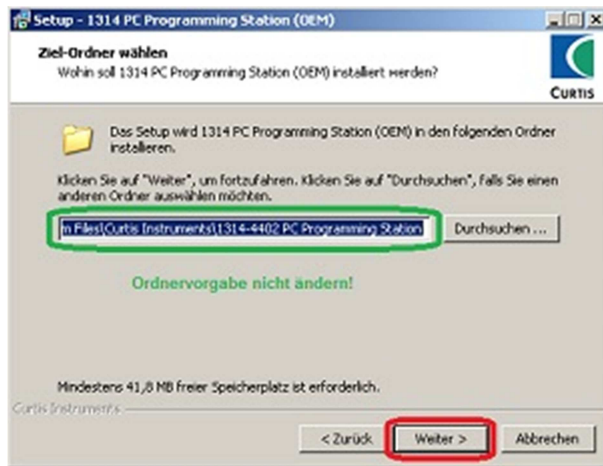 Setup - 1314 PC Programming Station (OEM)
Ziel-Ordner wählen
Wohin soll 1314 PC Programming Station (OEM) installiert werden?
CURTIS
Das Setup wird 1314 PC Programming Station (OEM) in den folgenden Ordner
installieren.
Klicken Sie auf "Weiter", um fortzufahren. Klicken Sie auf "Durchsuchen", falls Sie einen
anderen Ordner auswählen möchten.
m Files\Curtis Instruments\1314-4402 PC Programming Station
Durchsuchen ...
Ordnervorgabe nicht ändern!
Mindestens 41,8 MB freier Speicherplatz ist erforderlich.
Curtis Instruments
< Zurück
Weiter >
Abbrechen